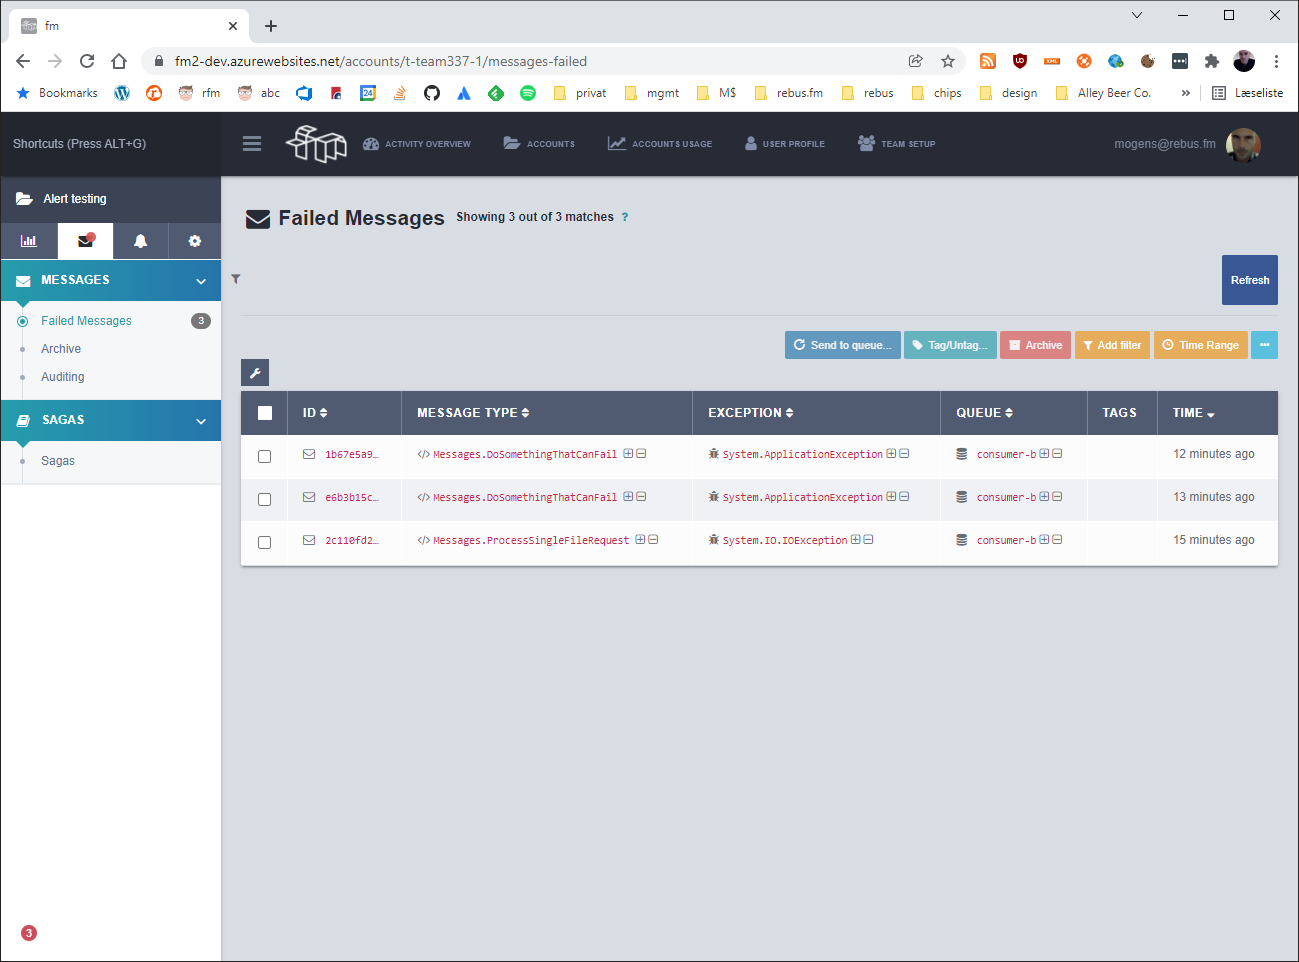 fm
fm2-dev.azurewebsites.net/accounts/t-team337-1/messages-failed
Bookmarks rfm abc 24 privat mgmt M$ rebus.fm rebus chips design Alley Beer Co. » Læseliste
Shortcuts (Press ALT+G)
ACTIVITY OVERVIEW ACCOUNTS ACCOUNTS USAGE USER PROFILE TEAM SETUP
mogens@rebus.fm
Alert testing
Failed Messages Showing 3 out of 3 matches ?
MESSAGES
Failed Messages 3
Archive
Auditing
SAGAS
Sagas
Refresh
Send to queue... Tag/Untag... Archive Add filter Time Range ...
ID MESSAGE TYPE EXCEPTION QUEUE TAGS TIME
1b67e5a9… </> Messages.DoSomethingThatCanFail System.ApplicationException consumer-b 12 minutes ago
e6b3b15c… </> Messages.DoSomethingThatCanFail System.ApplicationException consumer-b 13 minutes ago
2c110fd2… </> Messages.ProcessSingleFileRequest System.IO.IOException consumer-b 15 minutes ago
3